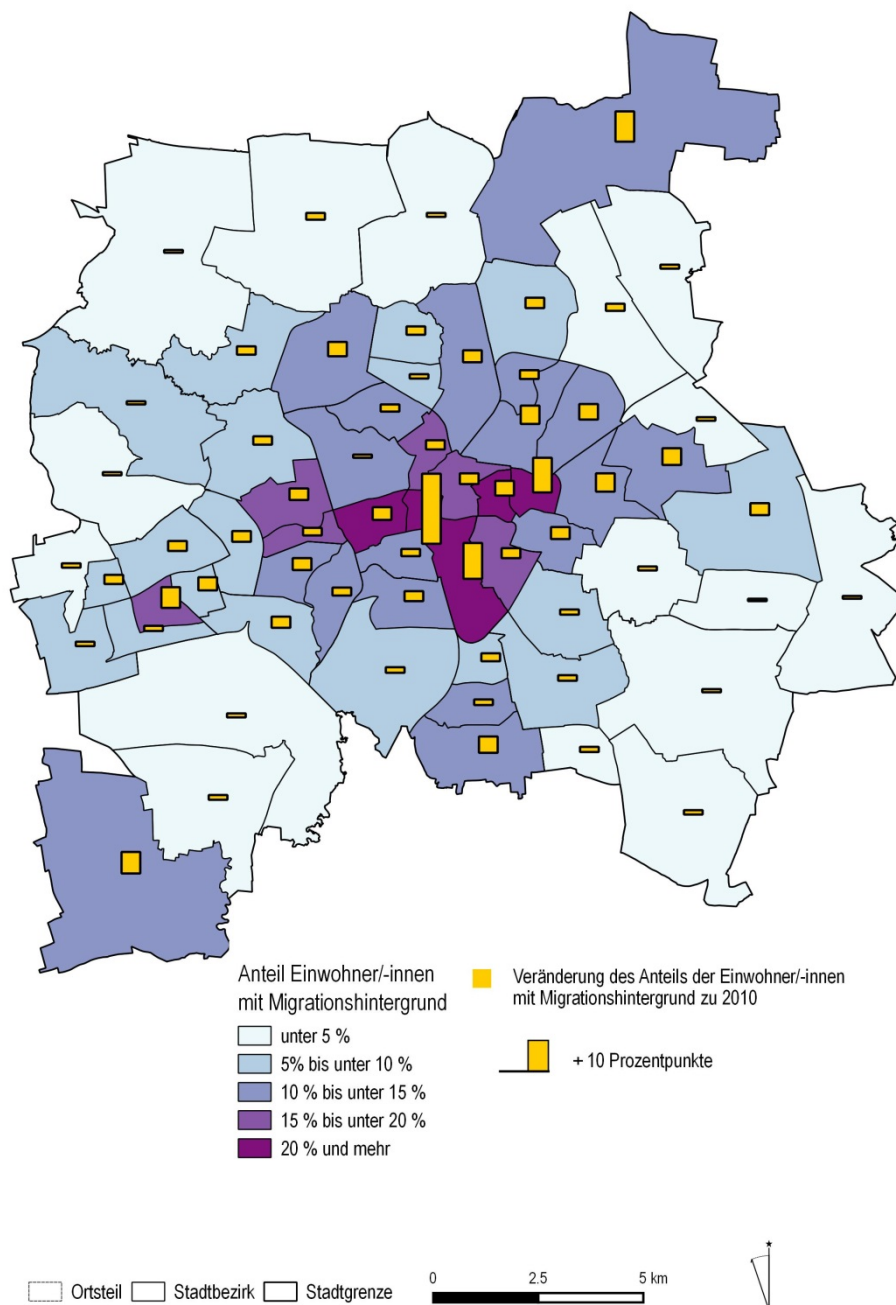 Anteil Einwohner/-innen
mit Migrationshintergrund
unter 5 %
5% bis unter 10 %
10 % bis unter 15 %
15 % bis unter 20 %
20 % und mehr
Veränderung des Anteils der Einwohner/-innen
mit Migrationshintergrund zu 2010
+ 10 Prozentpunkte
Ortsteil
Stadtbezirk
Stadtgrenze
0
2.5
5 km